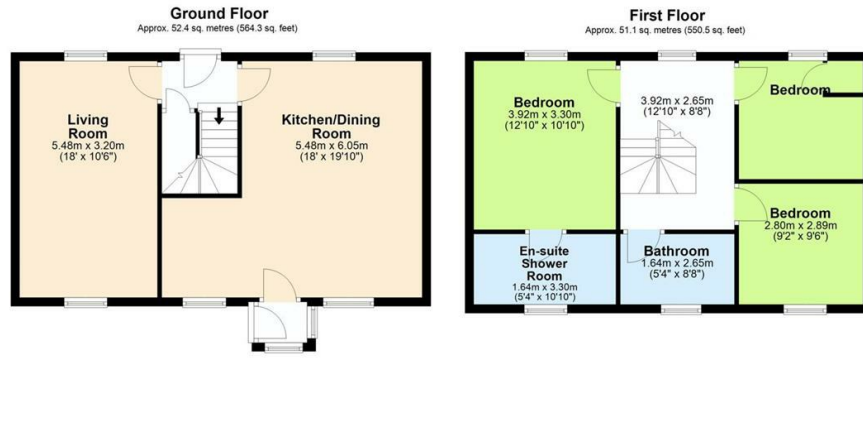 Ground Floor
Approx. 52.4 sq. metres (564.3 sq. feet)
Living
Room
5.48m x 3.20m
(18' x 10'6")
Kitchen/Dining
Room
5.48m x 6.05m
(18' x 19'10")
First Floor
Approx. 51.1 sq. metres (550.5 sq. feet)
Bedroom
3.92m x 3.30m
(12'10" x 10'10")
3.92m x 2.65m
(12'10" x 8'8")
Bedroom
Bedroom
2.80m x 2.89m
(9'2" x 9'6")
En-suite
Shower
Room
1.64m x 3.30m
(5'4" x 10'10")
Bathroom
1.64m x 2.65m
(5'4" x 8'8")